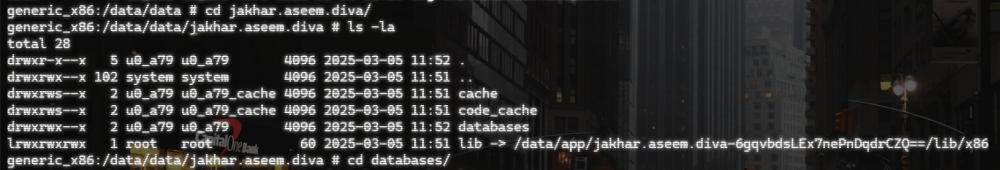 generic_x86:/data/data # cd jakhar.aseem.diva/
generic_x86:/data/data/jakhar.aseem.diva # ls -la
total 28
drwxr-x--x   5 u0_a79 u0_a79       4096 2025-03-05 11:52 .
drwxrwx--x 102 system system       4096 2025-03-05 11:51 ..
drwxrws--x   2 u0_a79 u0_a79_cache 4096 2025-03-05 11:51 cache
drwxrws--x   2 u0_a79 u0_a79_cache 4096 2025-03-05 11:51 code_cache
drwxrwx--x   2 u0_a79 u0_a79       4096 2025-03-05 11:52 databases
lrwxrwxrwx   1 root   root           60 2025-03-05 11:51 lib -> /data/app/jakhar.aseem.diva-6gqvbdsLEx7nePnDqdrCZQ==/lib/x86
generic_x86:/data/data/jakhar.aseem.diva # cd databases/
Capital One Bank